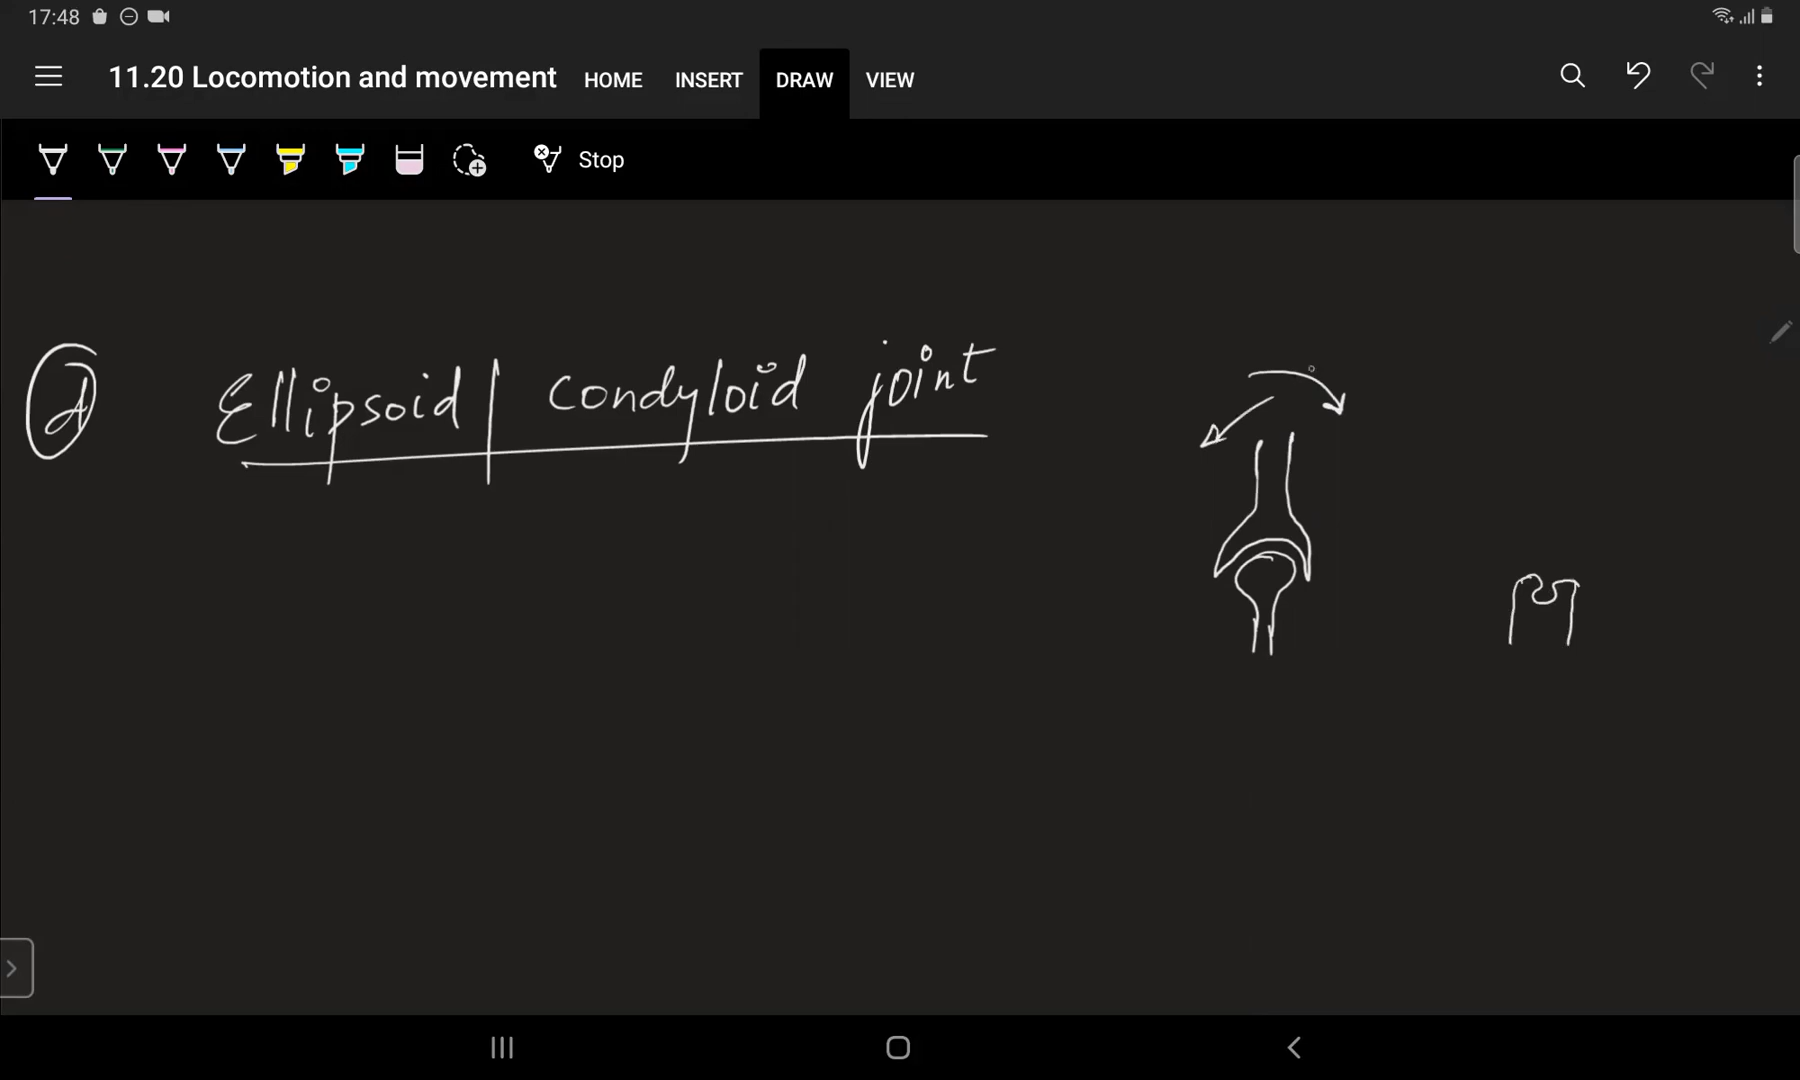 17:48
11.20 Locomotion and movement HOME INSERT DRAW VIEW
Stop
d Ellipsoid | condyloid joint